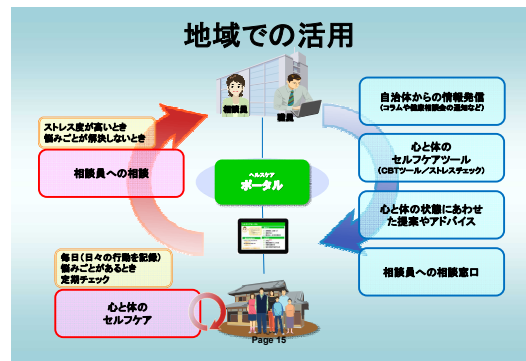 地域での活用
相談員
職員
自治体からの情報発信
(コラムや健康相談会の通知など)
ストレス度が高いとき
悩みごとが解決しないとき
相談員への相談
心と体の
セルフケアツール
(CBTツール/ストレスチェック)
ヘルスケア
ポータル
心と体の状態にあわせ
た提案やアドバイス
毎日(日々の行動を記録)
悩みごとがあるとき
定期チェック
相談員への相談窓口
心と体の
セルフケア
Page 15